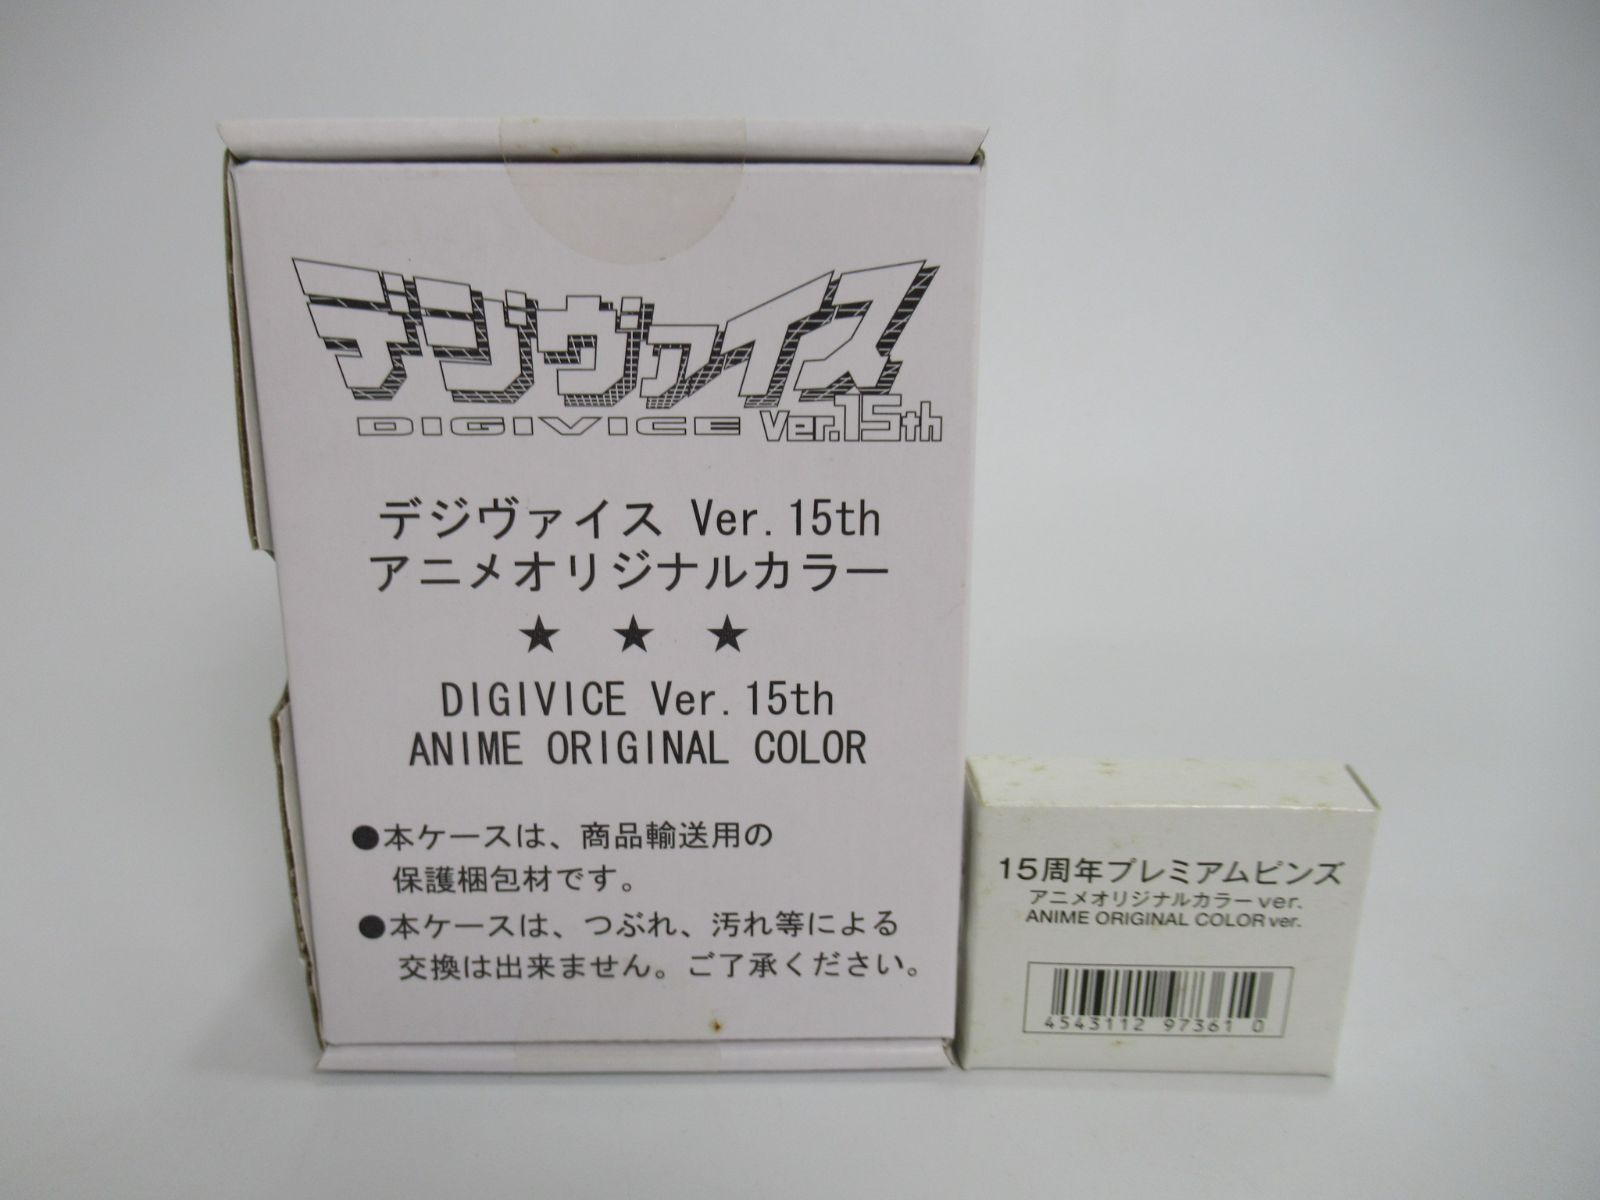 デジヴァイス
DIGIVICE ver.15th
デジヴァイス Ver.15th
アニメオリジナルカラー
★ ★ ★
DIGIVICE Ver.15th
ANIME ORIGINAL COLOR
●本ケースは、商品輸送用の
保護梱包材です。
●本ケースは、つぶれ、汚れ等による
交換は出来ません。ご了承ください。
15周年プレミアムピンズ
アニメオリジナルカラー ver.
ANIME ORIGINAL COLOR ver.
4543112 97361 0